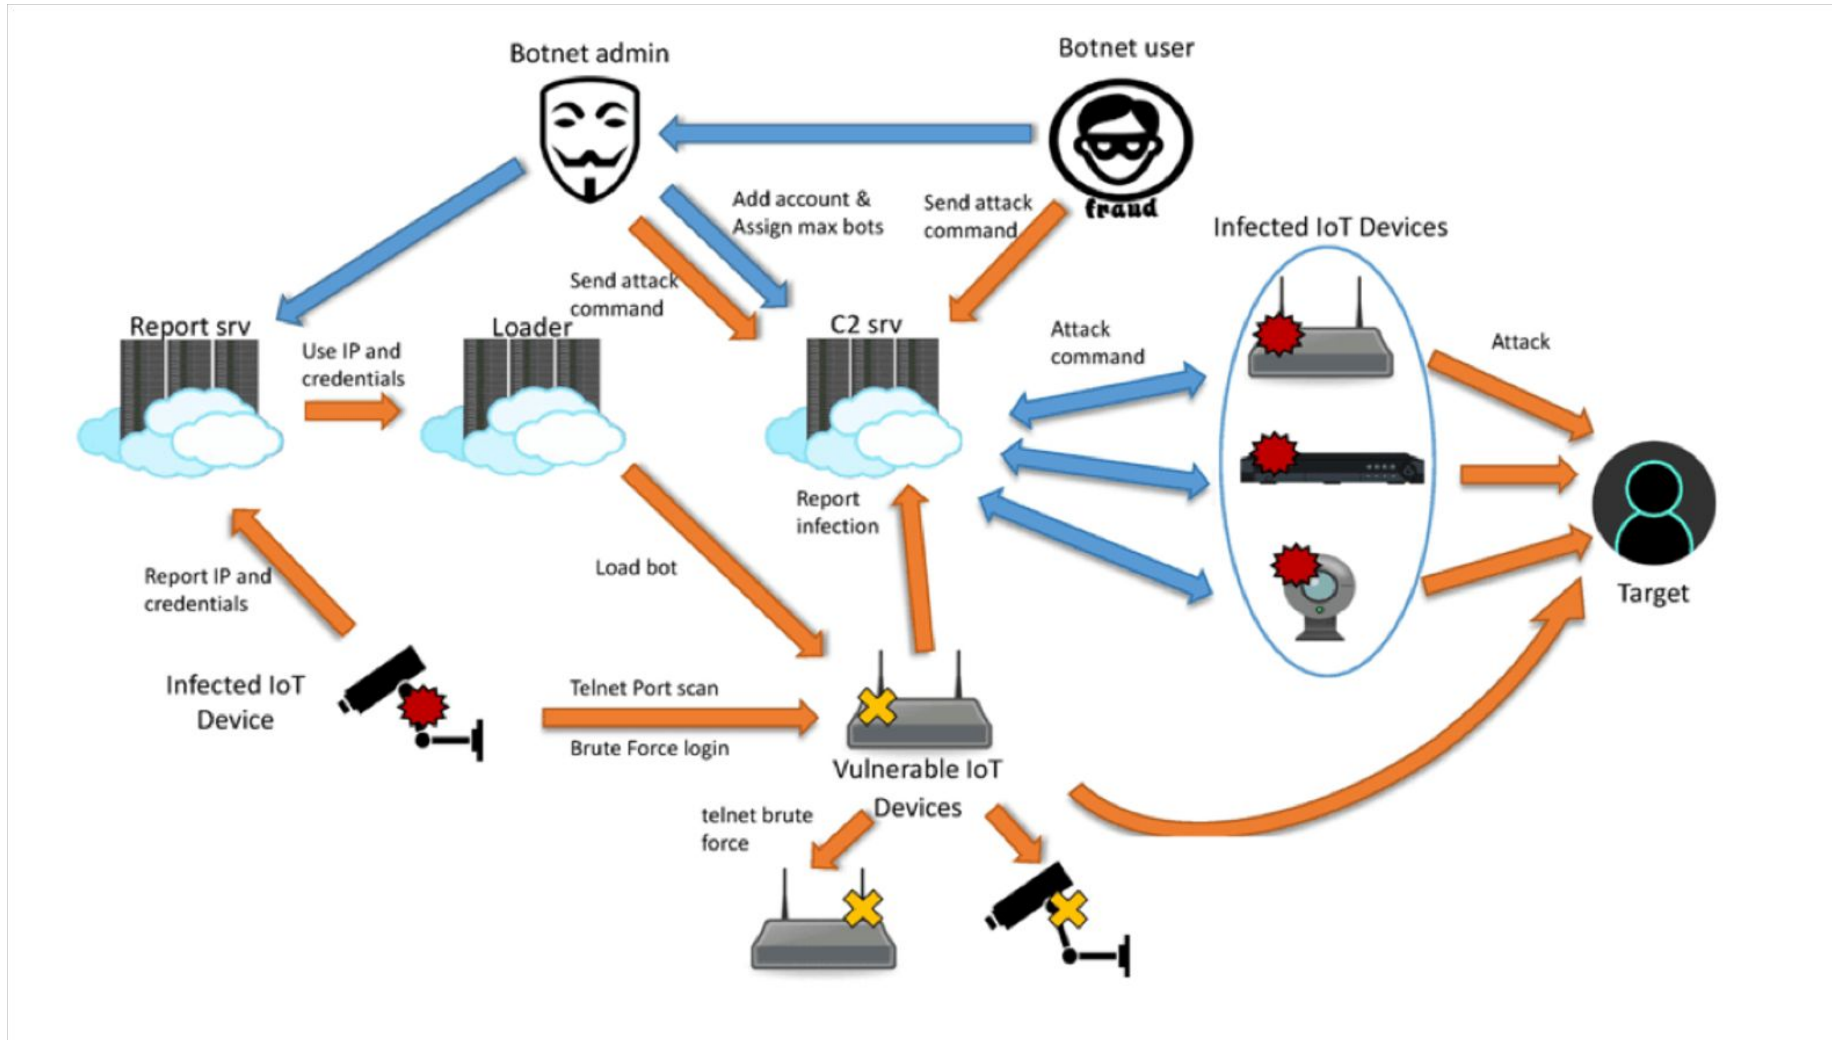 Botnet admin
Botnet user
fraud
Add account &
Assign max bots
Send attack
command
Infected IoT Devices
Send attack
command
Report srv
Loader
C2 srv
Use IP and
credentials
Attack
command
Attack
Report
infection
Load bot
Report IP and
credentials
Target
Infected IoT
Device
Telnet Port scan
Brute Force login
Vulnerable IoT
Devices
telnet brute
force